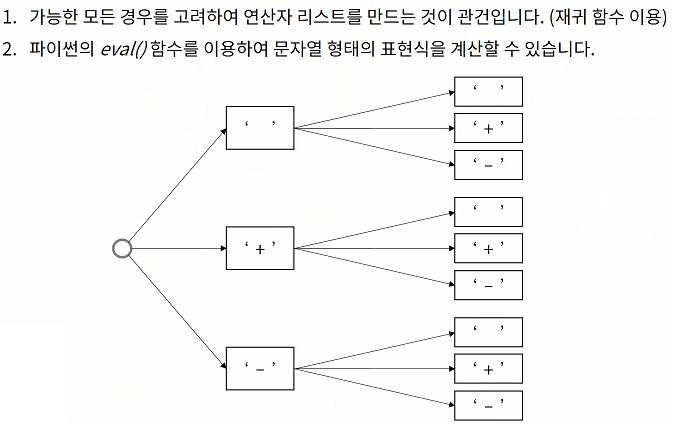 1. 가능한 모든 경우를 고려하여 연산자 리스트를 만드는 것이 관건입니다. (재귀 함수 이용)
2. 파이썬의 eval() 함수를 이용하여 문자열 형태의 표현식을 계산할 수 있습니다.
‘ ’
‘ ’
‘ + ’
‘ – ’
‘ + ’
‘ ’
‘ + ’
‘ – ’
‘ – ’
‘ ’
‘ + ’
‘ – ’